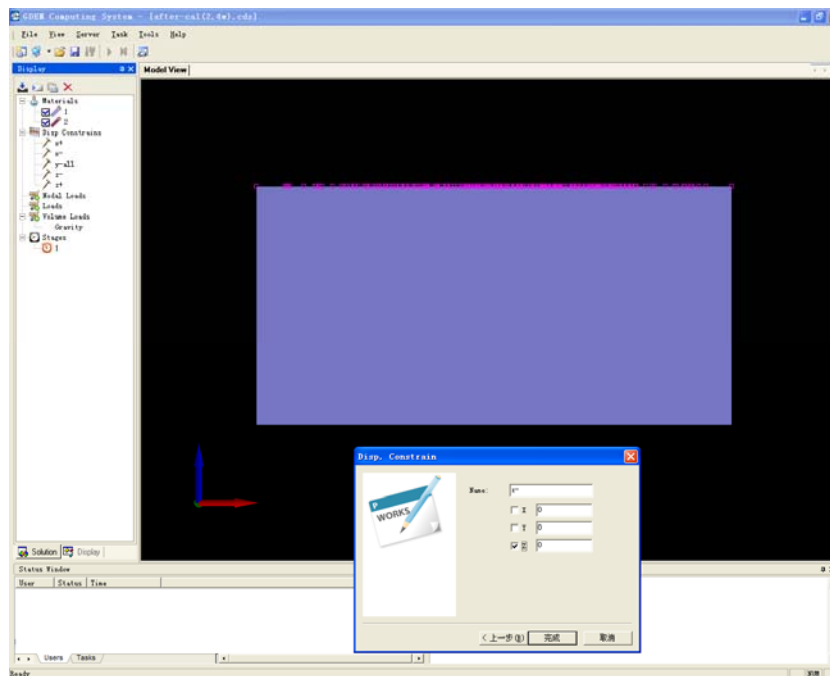 GDEM Computing System - [after-cal(2.4m).cds]
File View Server Task Tools Help
Display
Model View
Materials
1
2
Disp Constrains
x+
x-
y-all
z-
z+
Nodal Loads
Loads
Volume Loads
Gravity
Stages
1
Disp. Constrain
Name:
X 0
Y 0
Z 0
P
WORKS
<上一步(B) 完成 取消
Solution Display
Status Window
User Status Time
Users Tasks
Ready